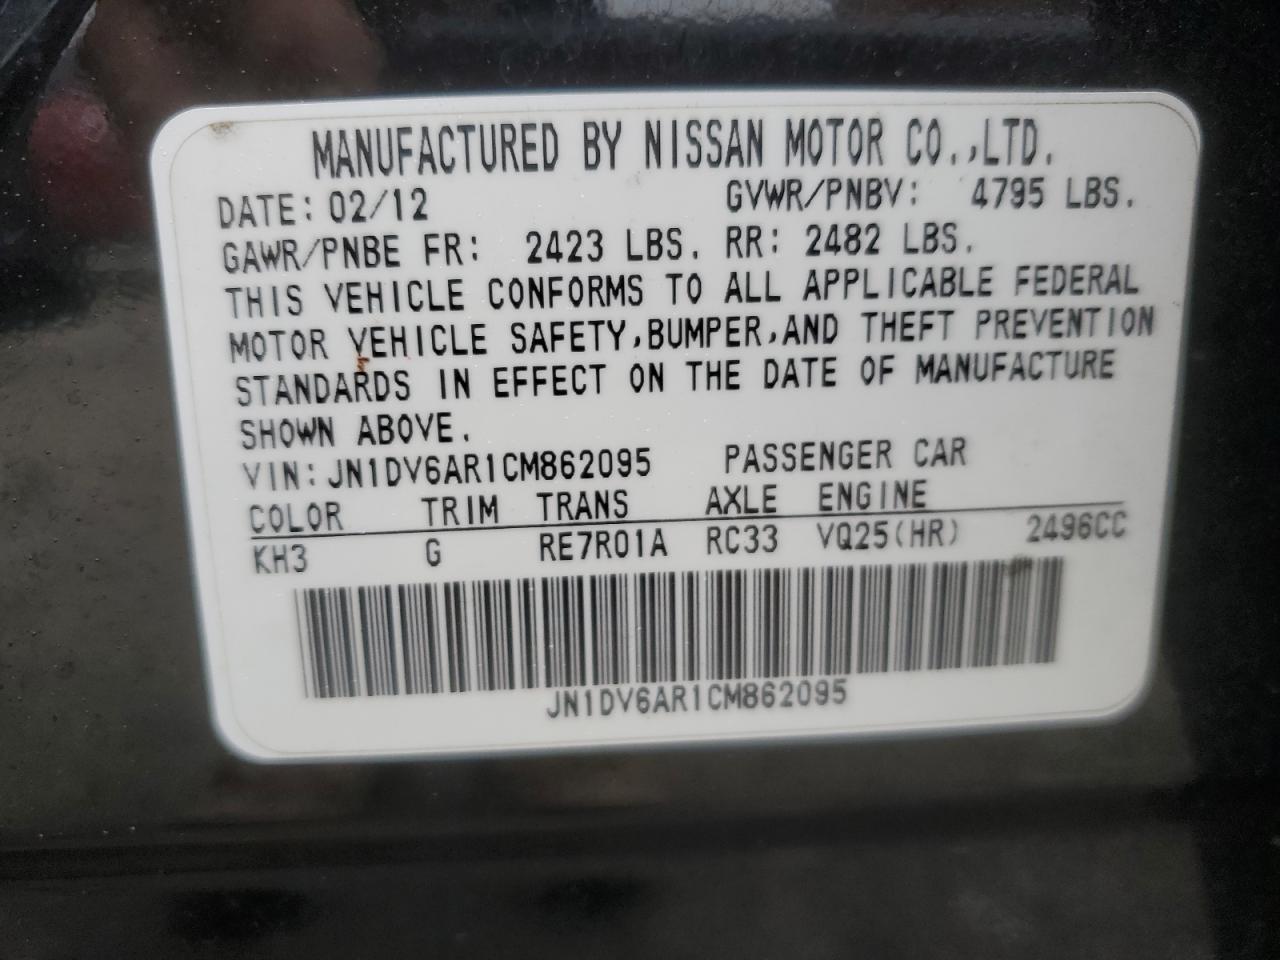 MANUFACTURED BY NISSAN MOTOR CO.,LTD.
DATE: 02/12 GVWR/PNBV: 4795 LBS.
GAWR/PNBE FR: 2423 LBS. RR: 2482 LBS.
THIS VEHICLE CONFORMS TO ALL APPLICABLE FEDERAL
MOTOR VEHICLE SAFETY,BUMPER,AND THEFT PREVENTION
STANDARDS IN EFFECT ON THE DATE OF MANUFACTURE
SHOWN ABOVE.
VIN:JN1DV6AR1CM862095 PASSENGER CAR
COLOR TRIM TRANS AXLE ENGINE
KH3 G RE7R01A RC33 VQ25(HR) 2496CC
JN1DV6AR1CM862095